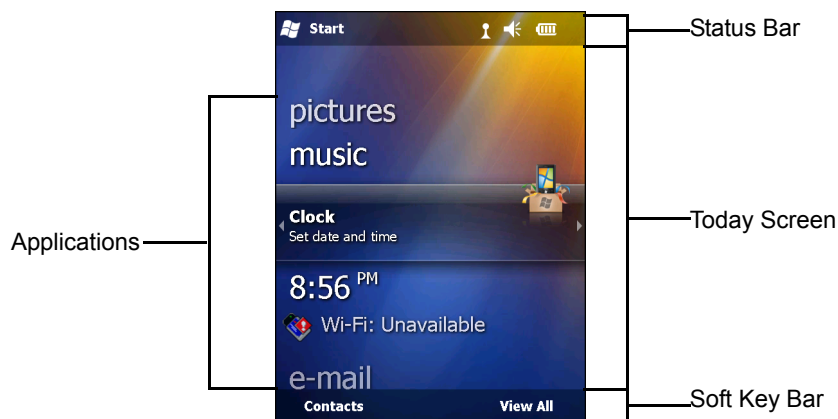 Start
Status Bar
pictures
music
Clock
Set date and time
Applications
Today Screen
8:56 PM
Wi-Fi: Unavailable
e-mail
Contacts
View All
Soft Key Bar